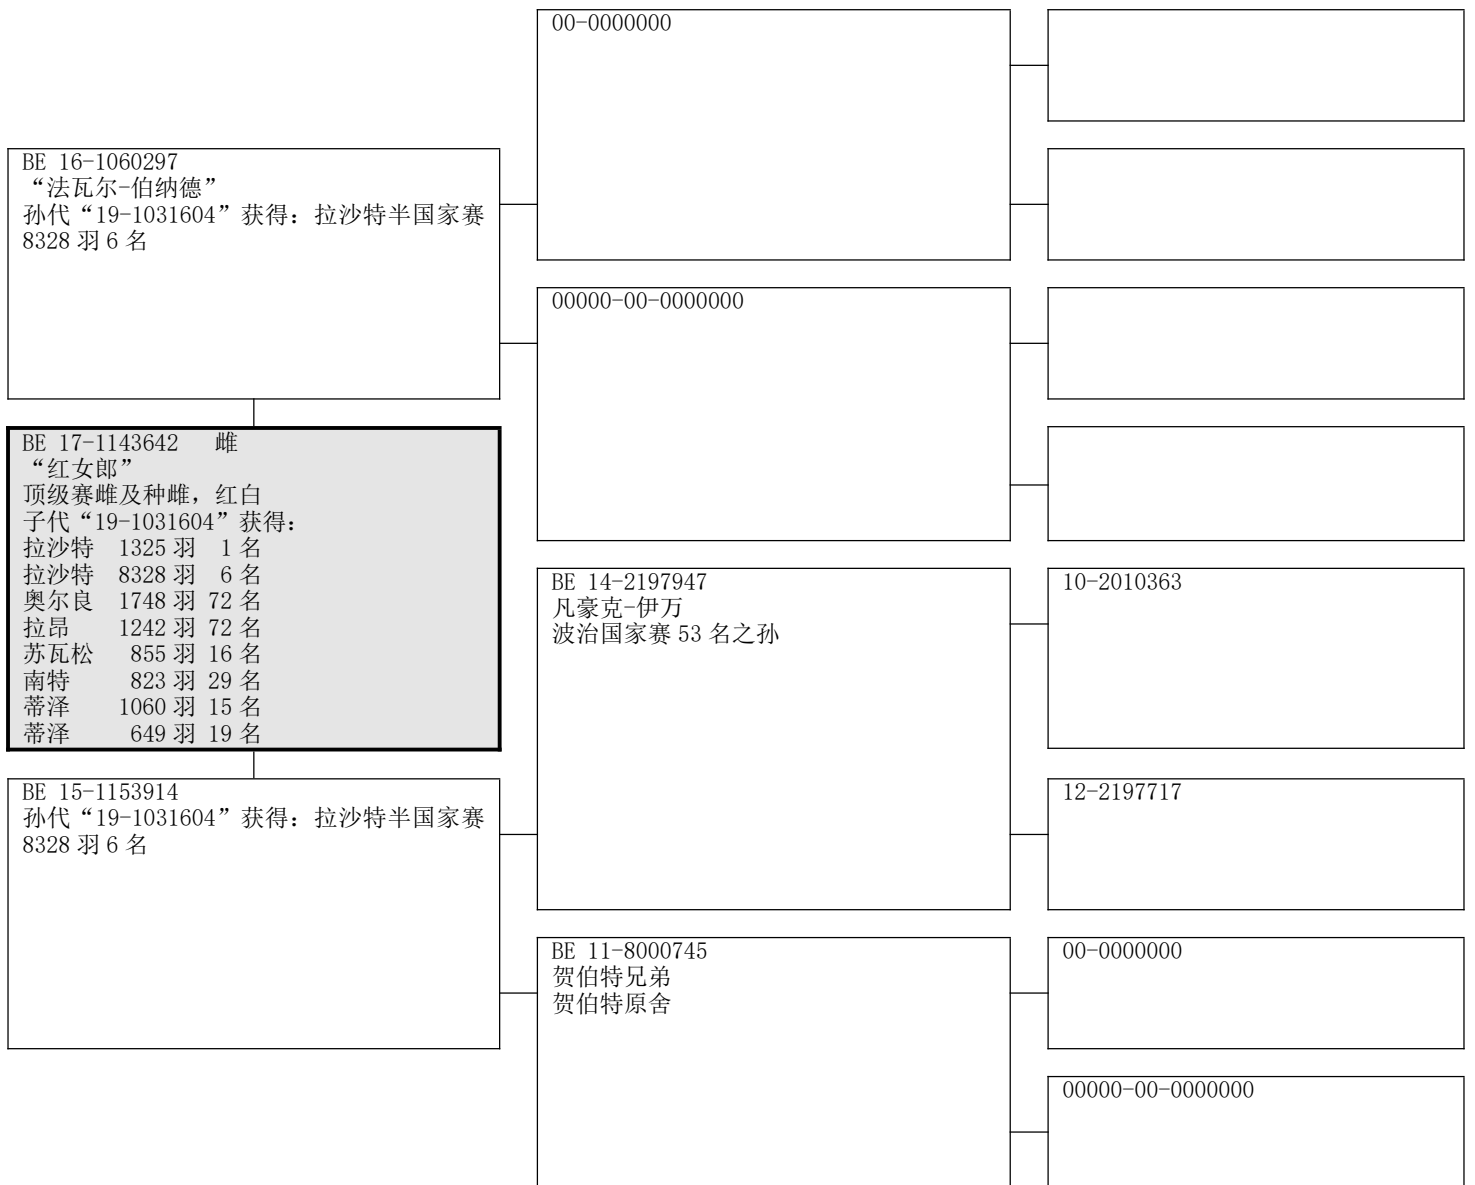 00-0000000
BE 16-1060297
“法瓦尔-伯纳德”
孙代“19-1031604”获得：拉沙特半国家赛
8328 羽 6 名
00000-00-0000000
BE 17-1143642 雌
“红女郎”
顶级赛雌及种雌，红白
子代“19-1031604”获得：
拉沙特 1325 羽 1 名
拉沙特 8328 羽 6 名
奥尔良 1748 羽 72 名
拉昂 1242 羽 72 名
苏瓦松 855 羽 16 名
南特 823 羽 29 名
蒂泽 1060 羽 15 名
蒂泽 649 羽 19 名
BE 14-2197947
凡豪克-伊万
波治国家赛 53 名之孙
10-2010363
BE 15-1153914
孙代“19-1031604”获得：拉沙特半国家赛
8328 羽 6 名
12-2197717
BE 11-8000745
贺伯特兄弟
贺伯特原舍
00-0000000
00000-00-0000000